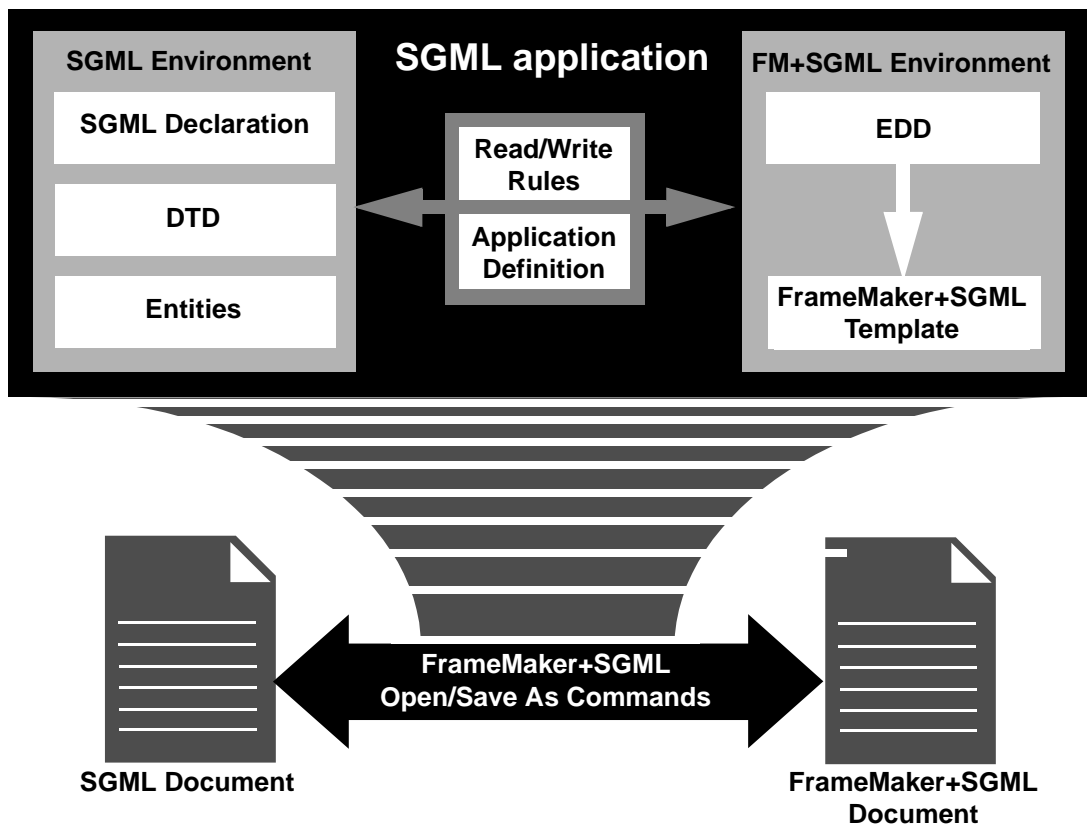 SGML application
SGML Environment
SGML Declaration
DTD
Entities
Read/Write
Rules
Application
Definition
FM+SGML Environment
EDD
FrameMaker+SGML
Template
FrameMaker+SGML
Open/Save As Commands
SGML Document
FrameMaker+SGML
Document